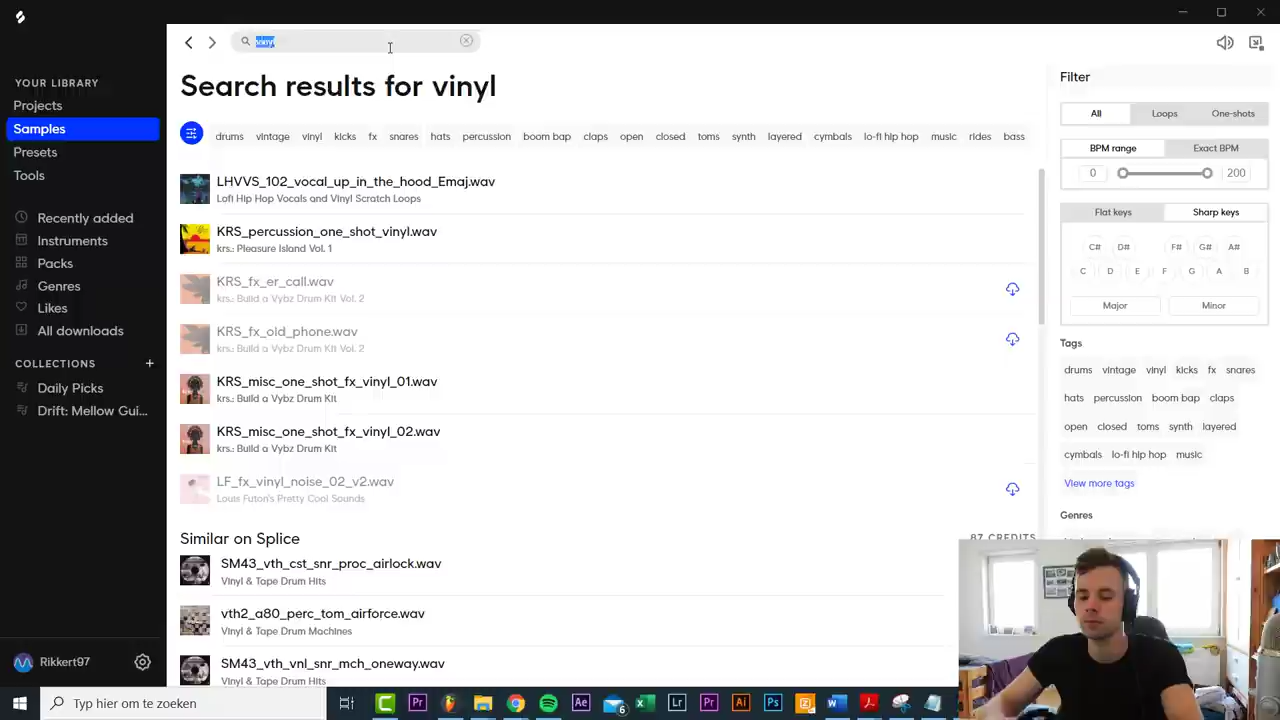 vinyl
YOUR LIBRARY
Projects
Samples
Presets
Tools
Recently added
Instruments
Packs
Genres
Likes
All downloads
COLLECTIONS +
Daily Picks
Drift: Mellow Gui...
Rikkert97
Search results for vinyl
drums vintage vinyl kicks fx snares hats percussion boom bap claps open closed toms synth layered cymbals lo-fi hip hop music rides bass
LHVVS_102_vocal_up_in_the_hood_Emaj.wav
Lofi Hip Hop Vocals and Vinyl Scratch Loops
KRS_percussion_one_shot_vinyl.wav
krs.: Pleasure Island Vol. 1
KRS_fx_er_call.wav
krs.: Build a Vybz Drum Kit Vol. 2
KRS_fx_old_phone.wav
krs.: Build a Vybz Drum Kit Vol. 2
KRS_misc_one_shot_fx_vinyl_01.wav
krs.: Build a Vybz Drum Kit
KRS_misc_one_shot_fx_vinyl_02.wav
krs.: Build a Vybz Drum Kit
LF_fx_vinyl_noise_02_v2.wav
Louis Futon's Pretty Cool Sounds
Similar on Splice
87 CREDITS
SM43_vth_cst_snr_proc_airlock.wav
Vinyl & Tape Drum Hits
vth2_a80_perc_tom_airforce.wav
Vinyl & Tape Drum Machines
SM43_vth_vnl_snr_mch_oneway.wav
Filter
All Loops One-shots
BPM range Exact BPM
0 200
Flat keys Sharp keys
C# D# F# G# A#
C D E F G A B
Major Minor
Tags
drums vintage vinyl kicks fx snares
hats percussion boom bap claps
open closed toms synth layered
cymbals lo-fi hip hop music
View more tags
Genres
Typ hier om te zoeken
Pr Ae 6 Lr Pr Ai Ps